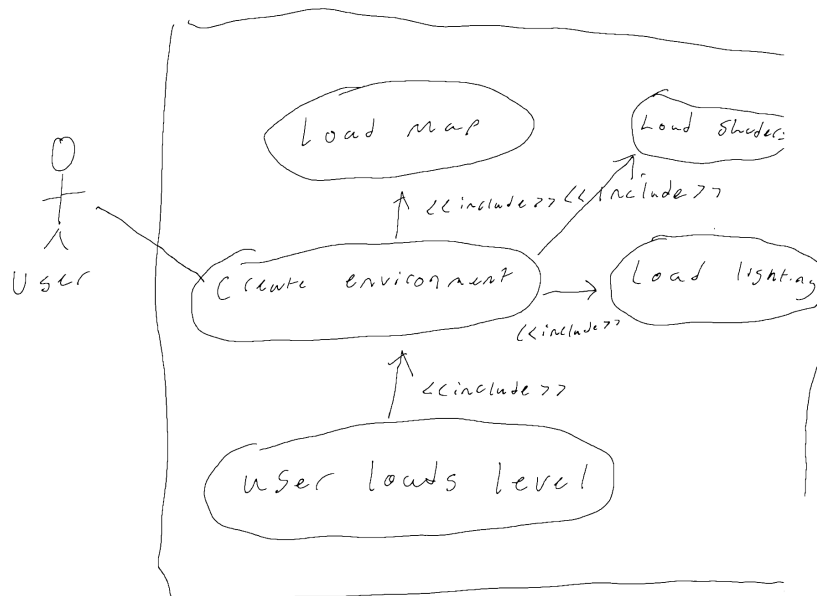 Load Map
Load Shaders
<<include>> <<include>>
User
Create environment
Load lighting
<<include>>
<<include>>
user loads level